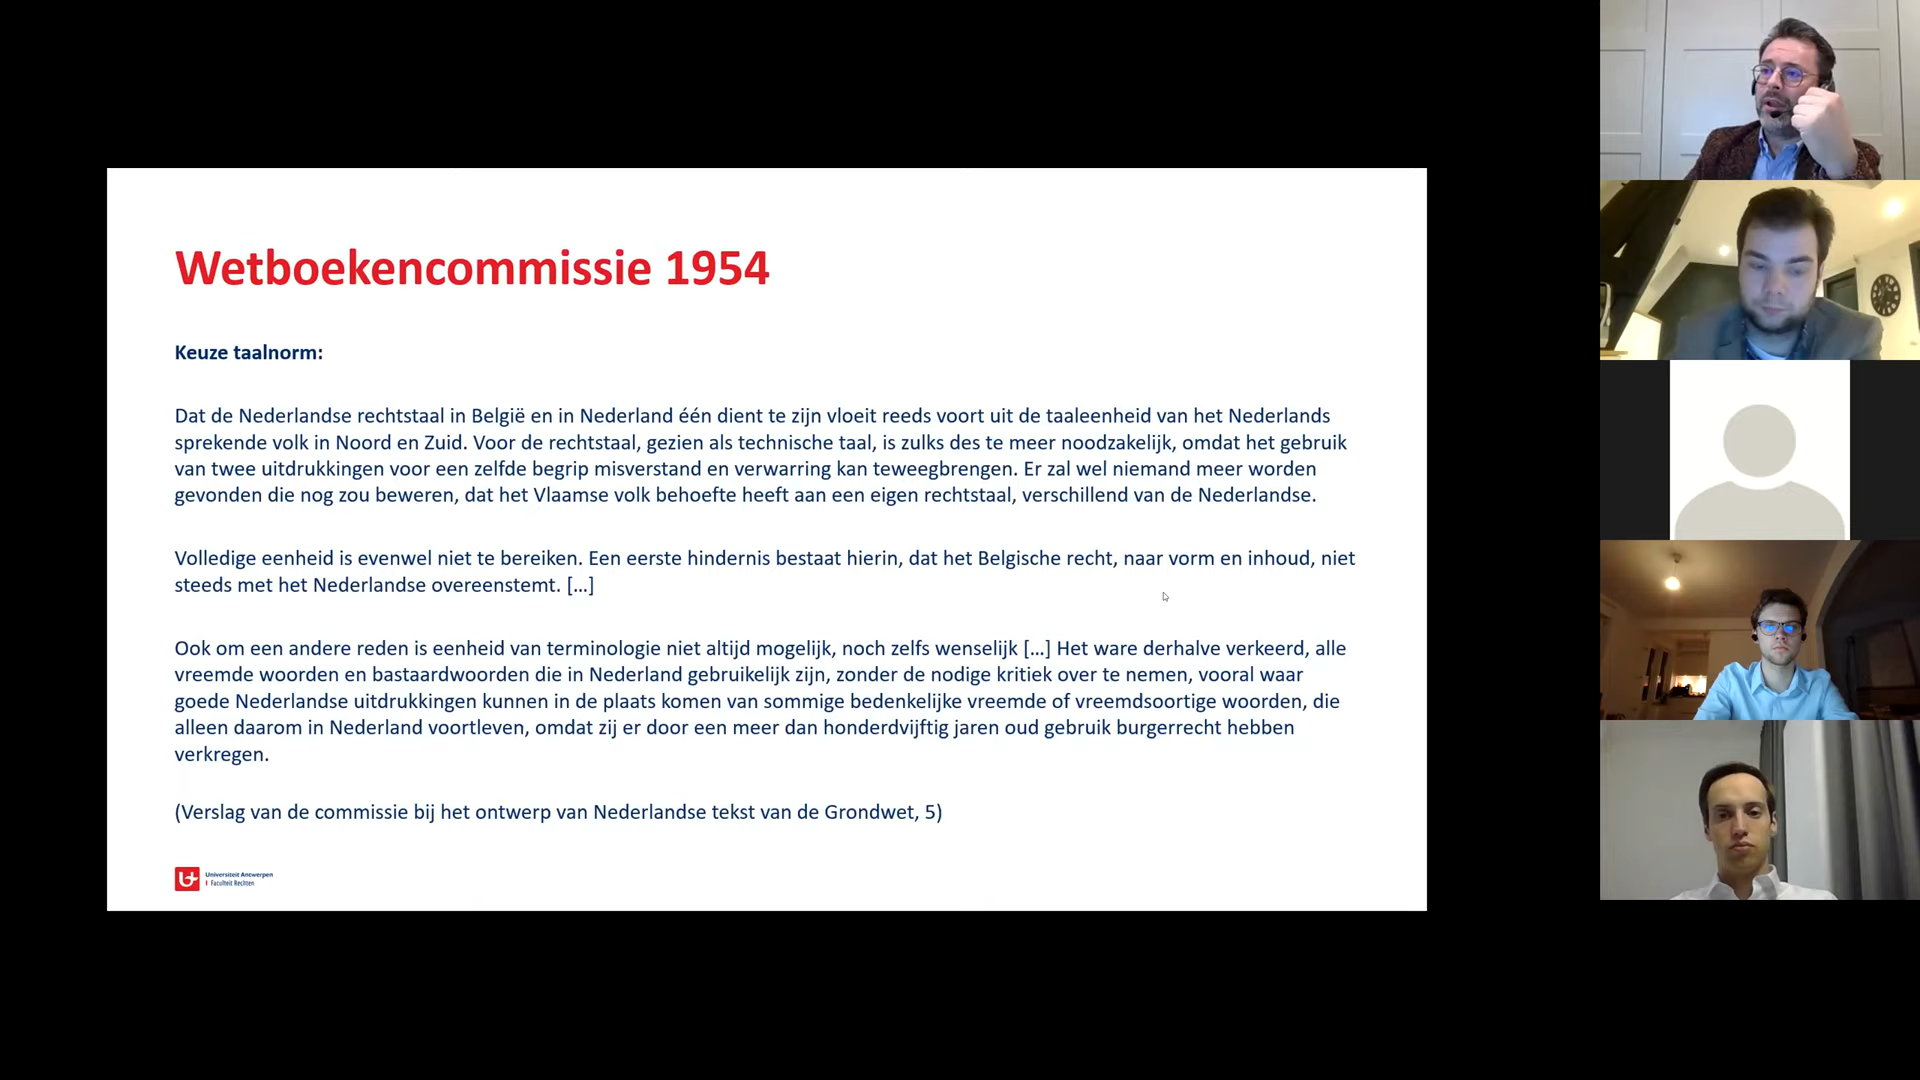 Wetboekencommissie 1954
Keuze taalnorm:
Dat de Nederlandse rechtstaal in België en in Nederland één dient te zijn vloeit reeds voort uit de taaleenheid van het Nederlands
sprekende volk in Noord en Zuid. Voor de rechtstaal, gezien als technische taal, is zulks des te meer noodzakelijk, omdat het gebruik
van twee uitdrukkingen voor een zelfde begrip misverstand en verwarring kan teweegbrengen. Er zal wel niemand meer worden
gevonden die nog zou beweren, dat het Vlaamse volk behoefte heeft aan een eigen rechtstaal, verschillend van de Nederlandse.
Volledige eenheid is evenwel niet te bereiken. Een eerste hindernis bestaat hierin, dat het Belgische recht, naar vorm en inhoud, niet
steeds met het Nederlandse overeenstemt. […]
Ook om een andere reden is eenheid van terminologie niet altijd mogelijk, noch zelfs wenselijk […] Het ware derhalve verkeerd, alle
vreemde woorden en bastaardwoorden die in Nederland gebruikelijk zijn, zonder de nodige kritiek over te nemen, vooral waar
goede Nederlandse uitdrukkingen kunnen in de plaats komen van sommige bedenkelijke vreemde of vreemdsoortige woorden, die
alleen daarom in Nederland voortleven, omdat zij er door een meer dan honderdvijftig jaren oud gebruik burgerrecht hebben
verkregen.
(Verslag van de commissie bij het ontwerp van Nederlandse tekst van de Grondwet, 5)
Universiteit Antwerpen
I Faculteit Rechten